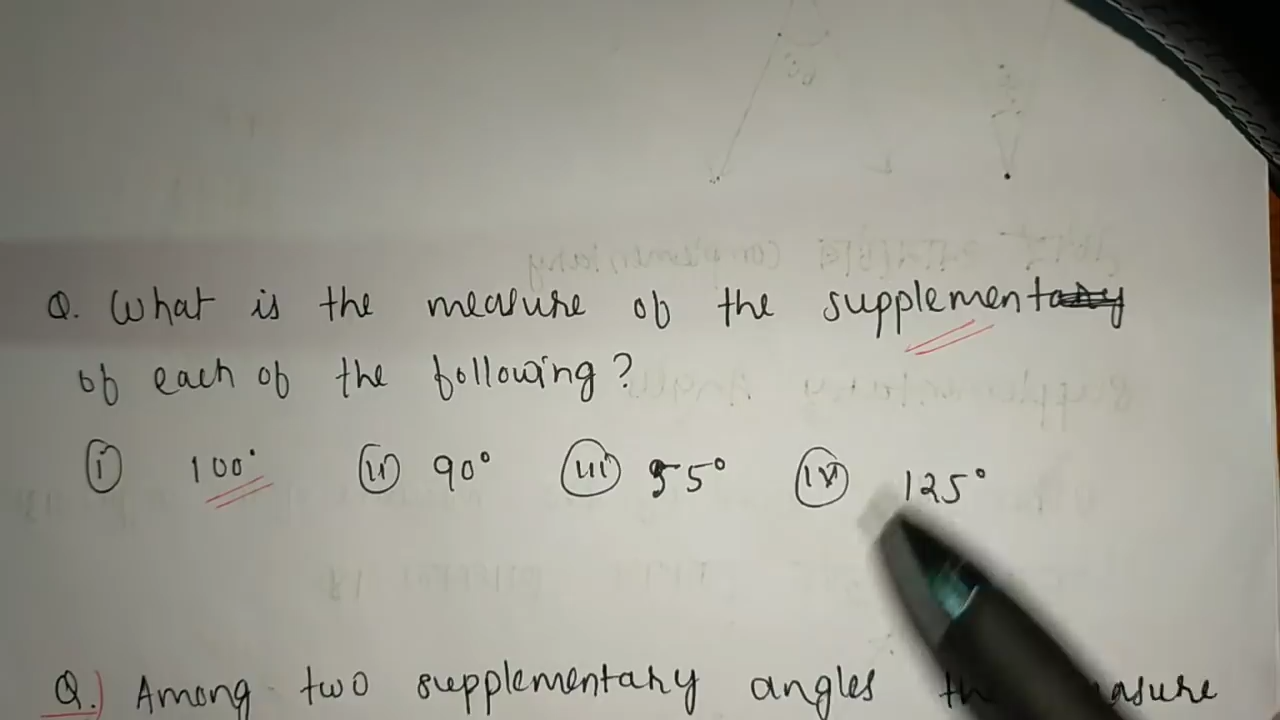 Q. What is the measure of the supplement
of each of the following?
(i) 100° (ii) 90° (iii) 55° (iv) 125°
Q.) Among two supplementary angles